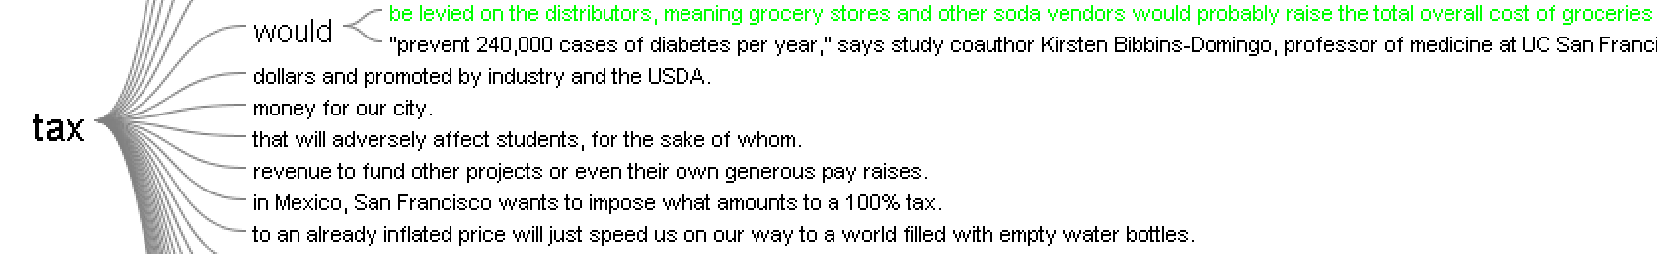 would
be levied on the distributors, meaning grocery stores and other soda vendors would probably raise the total overall cost of groceries
"prevent 240,000 cases of diabetes per year," says study coauthor Kirsten Bibbins-Domingo, professor of medicine at UC San Franci
dollars and promoted by industry and the USDA.
money for our city.
tax
that will adversely affect students, for the sake of whom.
revenue to fund other projects or even their own generous pay raises.
in Mexico, San Francisco wants to impose what amounts to a 100% tax.
to an already inflated price will just speed us on our way to a world filled with empty water bottles.